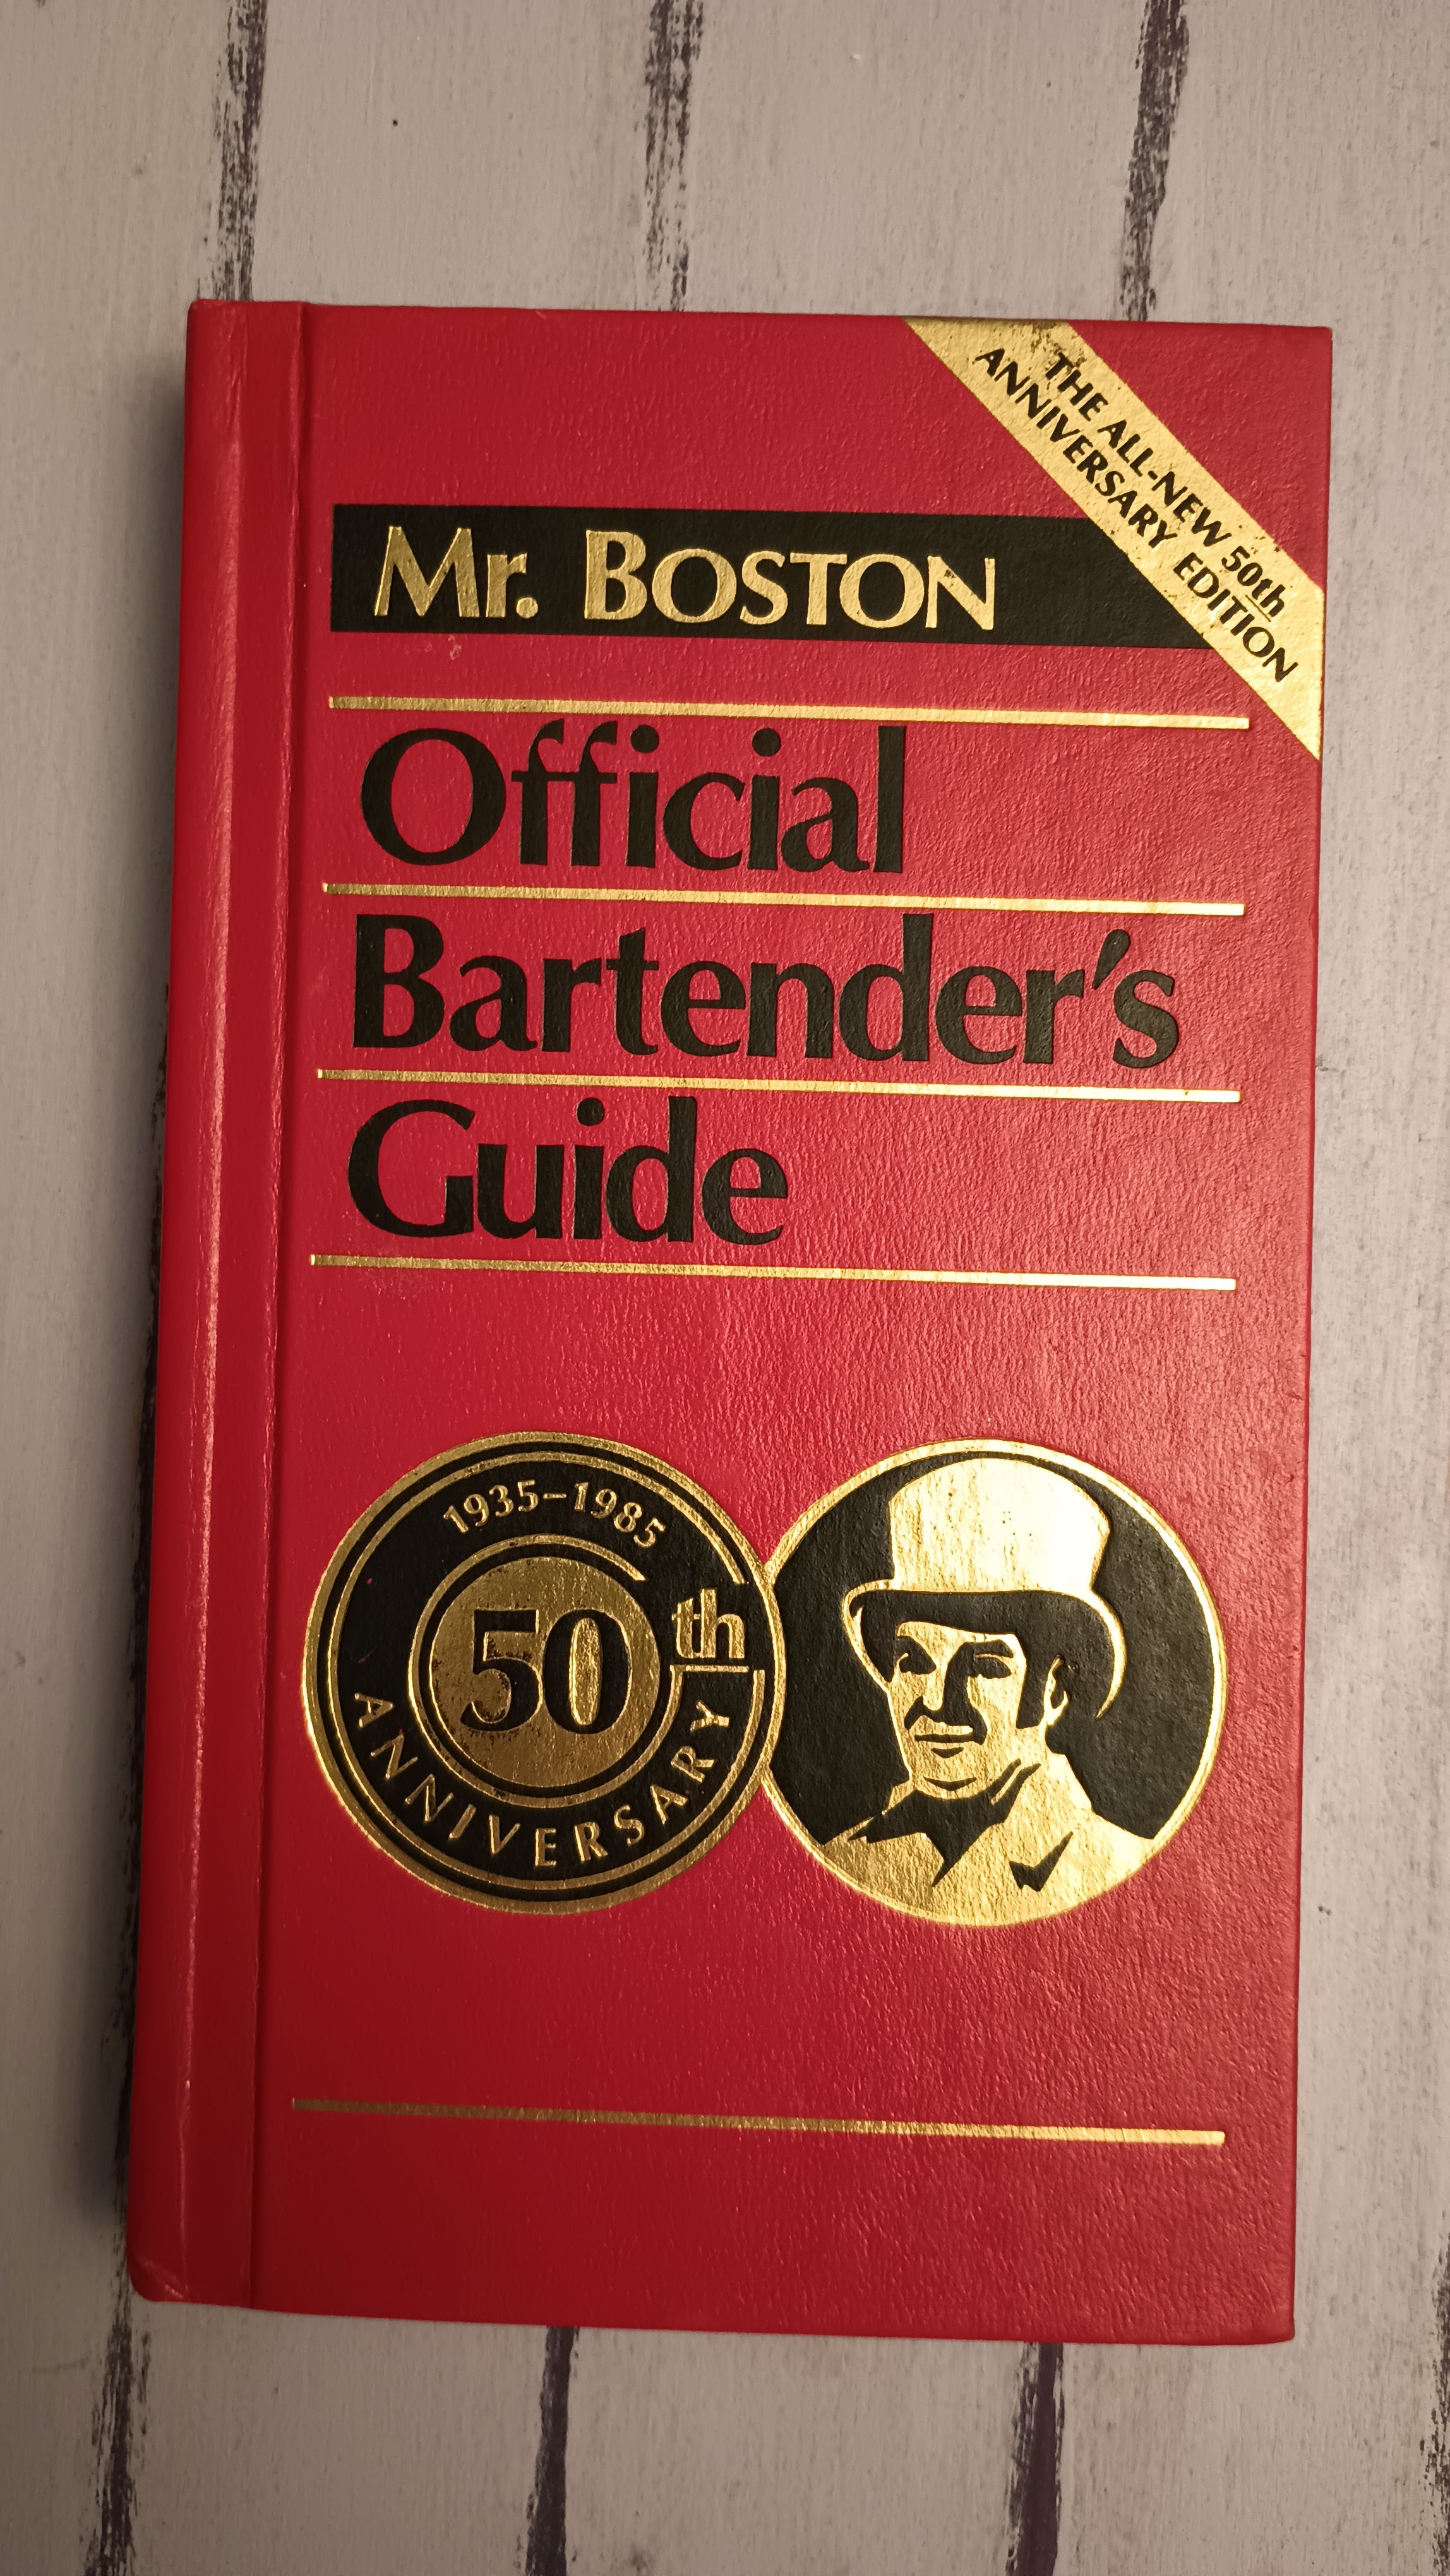 THE ALL-NEW 50th
ANNIVERSARY EDITION
Mr. BOSTON
Official
Bartender's
Guide
1935-1985
50th
ANNIVERSARY